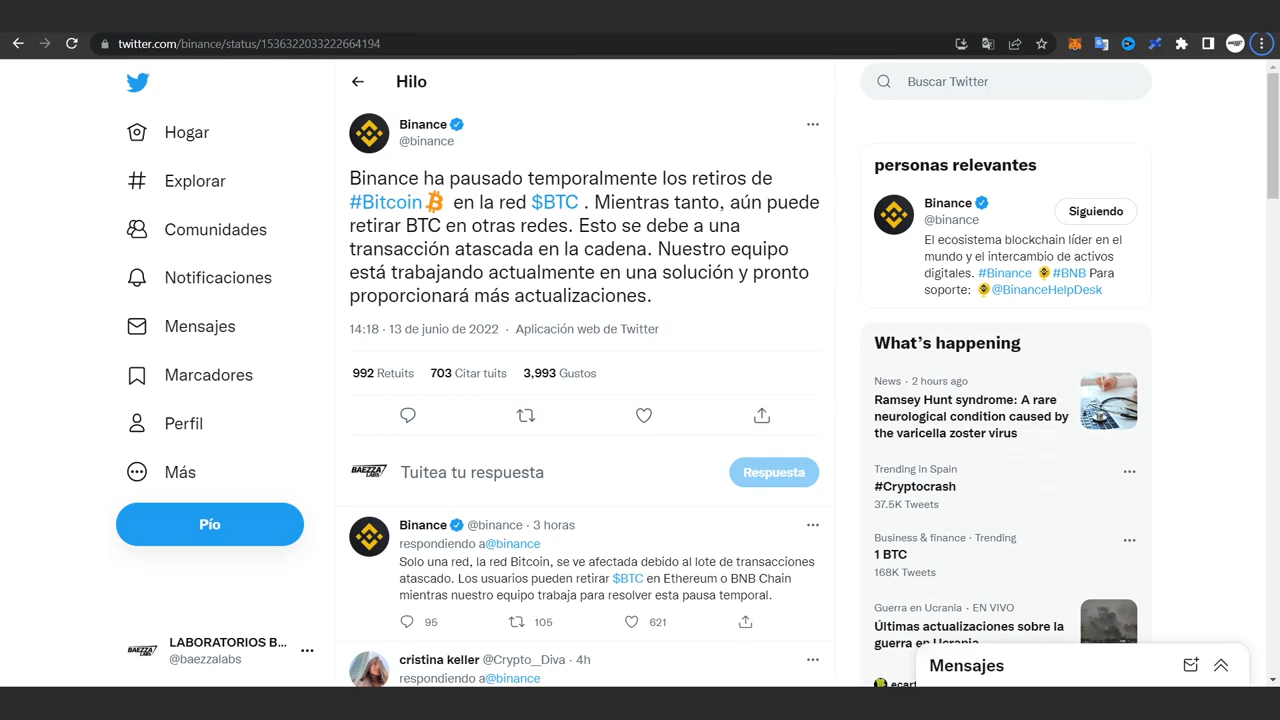 twitter.com/binance/status/1536322033222664194
Hilo
Buscar Twitter
Hogar
Explorar
Comunidades
Notificaciones
Mensajes
Marcadores
Perfil
Más
Pío
LABORATORIOS B...
@baezzalabs
Binance
@binance
Binance ha pausado temporalmente los retiros de
#Bitcoin en la red $BTC . Mientras tanto, aún puede
retirar BTC en otras redes. Esto se debe a una
transacción atascada en la cadena. Nuestro equipo
está trabajando actualmente en una solución y pronto
proporcionará más actualizaciones.
14:18 · 13 de junio de 2022 · Aplicación web de Twitter
992 Retuits 703 Citar tuits 3,993 Gustos
BAEZZA LABS
Tuitea tu respuesta
Respuesta
Binance @binance · 3 horas
respondiendo a@binance
Solo una red, la red Bitcoin, se ve afectada debido al lote de transacciones
atascado. Los usuarios pueden retirar $BTC en Ethereum o BNB Chain
mientras nuestro equipo trabaja para resolver esta pausa temporal.
95 105 621
cristina keller @Crypto__Diva · 4h
respondiendo a@binance
personas relevantes
Binance
@binance
Siguiendo
El ecosistema blockchain líder en el
mundo y el intercambio de activos
digitales. #Binance #BNB Para
soporte: @BinanceHelpDesk
What's happening
News · 2 hours ago
Ramsey Hunt syndrome: A rare
neurological condition caused by
the varicella zoster virus
Trending in Spain
#Cryptocrash
37.5K Tweets
Business & finance · Trending
1 BTC
168K Tweets
Guerra en Ucrania · EN VIVO
Últimas actualizaciones sobre la
guerra en Ucrania
Mensajes